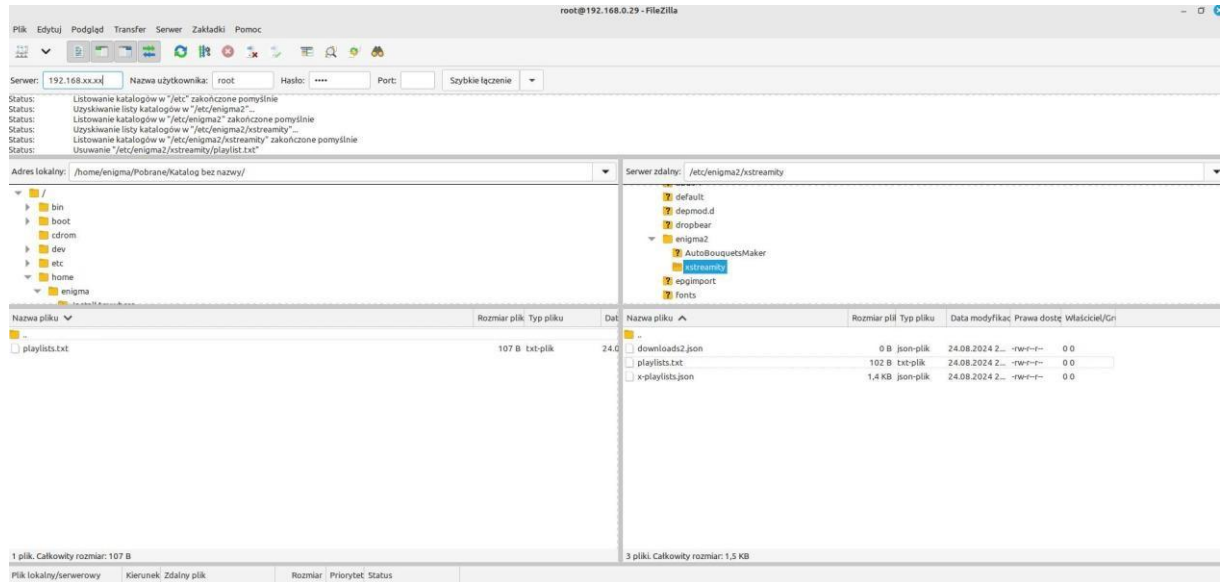 root@192.168.0.29 - FileZilla
Plik Edytuj Podgląd Transfer Serwer Zakładki Pomoc
Serwer: 192.168.xx.xx Nazwa użytkownika: root Hasło: •••• Port: Szybkie łączenie
Status: Listowanie katalogów w "/etc" zakończone pomyślnie
Status: Uzyskiwanie listy katalogów w "/etc/enigma2"...
Status: Listowanie katalogów w "/etc/enigma2" zakończone pomyślnie
Status: Uzyskiwanie listy katalogów w "/etc/enigma2/xstreamity"...
Status: Listowanie katalogów w "/etc/enigma2/xstreamity" zakończone pomyślnie
Status: Usuwanie "/etc/enigma2/xstreamity/playlist.txt"
Adres lokalny: /home/enigma/Pobrane/Katalog bez nazwy/
/
bin
boot
cdrom
dev
etc
home
enigma
Serwer zdalny: /etc/enigma2/xstreamity
default
depmod.d
dropbear
enigma2
AutoBouquetsMaker
xstreamity
epgimport
fonts
Nazwa pliku Rozmiar plik Typ pliku Dat
..
playlists.txt 107 B txt-plik 24.0
1 plik. Całkowity rozmiar: 107 B
Nazwa pliku Rozmiar plil Typ pliku Data modyfikac Prawa dostę Właściciel/Gru
..
downloads2.json 0 B json-plik 24.08.2024 2... -rw-r--r-- 0 0
playlists.txt 102 B txt-plik 24.08.2024 2... -rw-r--r-- 0 0
x-playlists.json 1,4 KB json-plik 24.08.2024 2... -rw-r--r-- 0 0
3 pliki. Całkowity rozmiar: 1,5 KB
Plik lokalny/serwerowy Kierunek Zdalny plik Rozmiar Priorytet Status